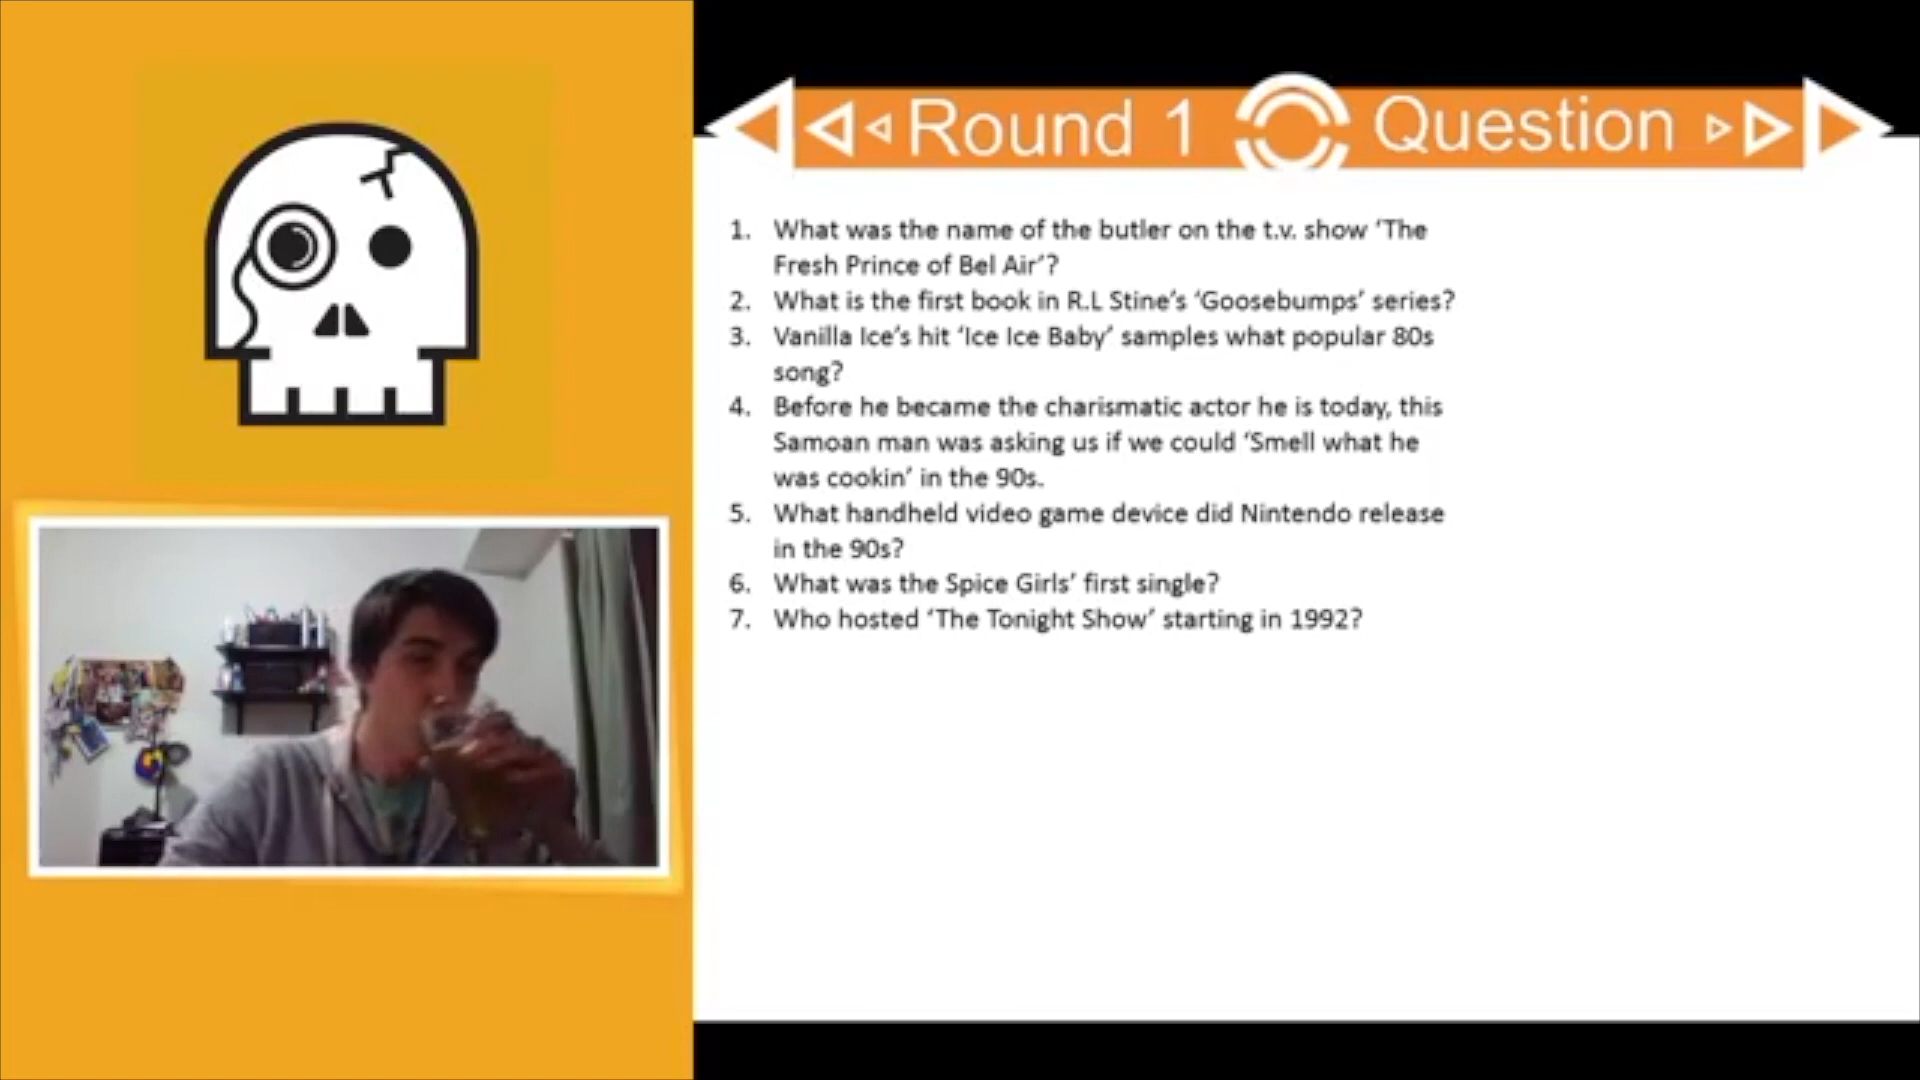 Round 1 Question
1. What was the name of the butler on the t.v. show ‘The
Fresh Prince of Bel Air’?
2. What is the first book in R.L Stine’s ‘Goosebumps’ series?
3. Vanilla Ice’s hit ‘Ice Ice Baby’ samples what popular 80s
song?
4. Before he became the charismatic actor he is today, this
Samoan man was asking us if we could ‘Smell what he
was cookin’ in the 90s.
5. What handheld video game device did Nintendo release
in the 90s?
6. What was the Spice Girls’ first single?
7. Who hosted ‘The Tonight Show’ starting in 1992?